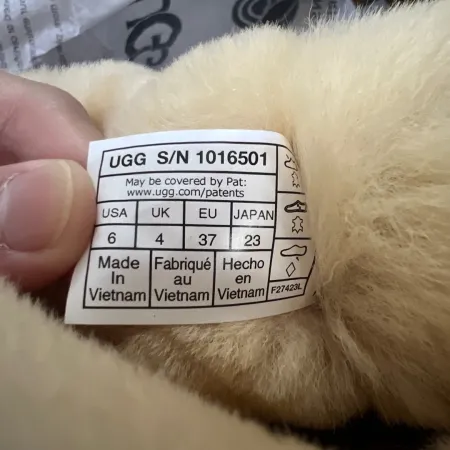 UGG S/N 1016501
May be covered by Pat:
www.ugg.com/patents
USA UK EU JAPAN
6 4 37 23
Made In Vietnam
Fabriqué au Vietnam
Hecho en Vietnam
F27423L